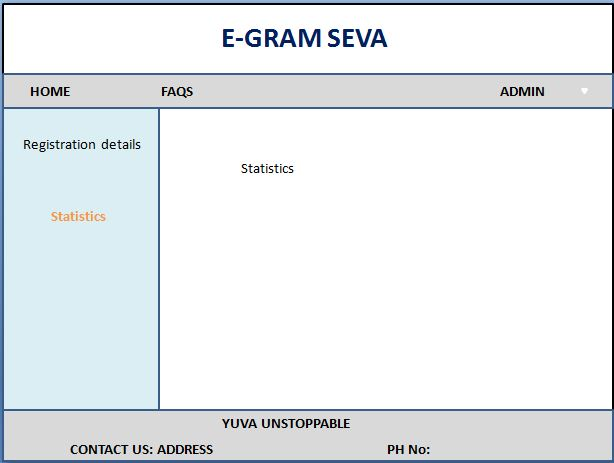 E-GRAM SEVA
HOME FAQS ADMIN
Registration details
Statistics
Statistics
YUVA UNSTOPPABLE
CONTACT US: ADDRESS PH No: